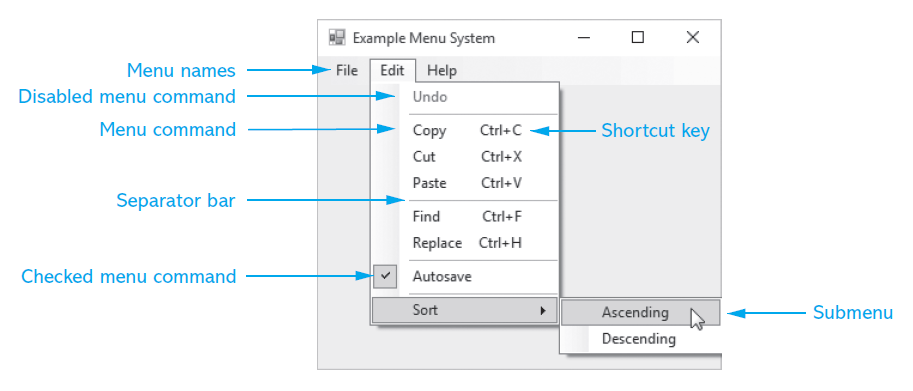 Example Menu System
Menu names File Edit Help
Disabled menu command Undo
Menu command Copy Ctrl+C Shortcut key
Cut Ctrl+X
Paste Ctrl+V
Separator bar
Find Ctrl+F
Replace Ctrl+H
Checked menu command Autosave
Sort Ascending Submenu
Descending